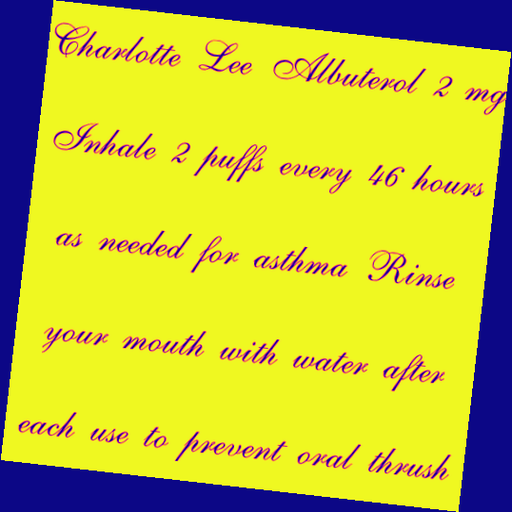 Charlotte Lee Albuterol 2 mg
Inhale 2 puffs every 46 hours
as needed for asthma Rinse
your mouth with water after
each use to prevent oral thrush